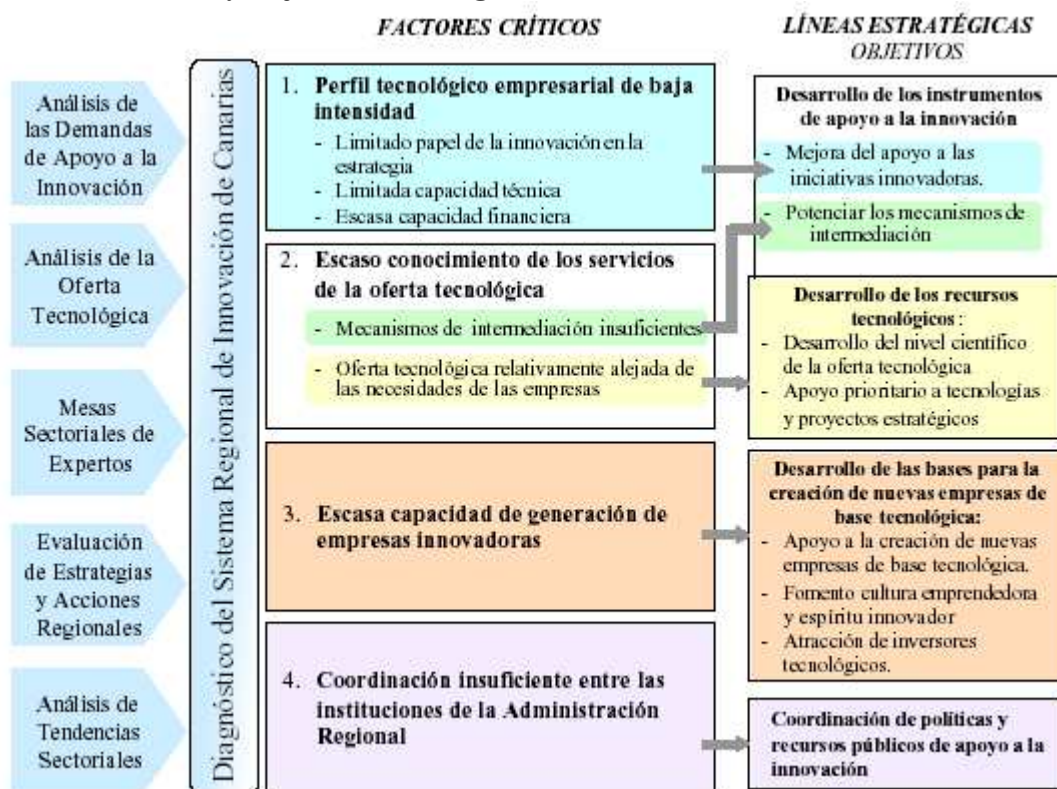 FACTORES CRÍTICOS
LÍNEAS ESTRATÉGICAS
OBJETIVOS
Análisis de
las Demandas
de Apoyo a la
Innovación
Análisis de la
Oferta
Tecnológica
Mesas
Sectoriales de
Expertos
Evaluación
de Estrategias
y Acciones
Regionales
Análisis de
Tendencias
Sectoriales
Diagnóstico del Sistema Regional de Innovación de Canarias
1. Perfil tecnológico empresarial de baja
intensidad
- Limitado papel de la innovación en la
estrategia
- Limitada capacidad técnica
- Escasa capacidad financiera
2. Escaso conocimiento de los servicios
de la oferta tecnológica
- Mecanismos de intermediación insuficientes
- Oferta tecnológica relativamente alejada de
las necesidades de las empresas
3. Escasa capacidad de generación de
empresas innovadoras
4. Coordinación insuficiente entre las
instituciones de la Administración
Regional
Desarrollo de los instrumentos
de apoyo a la innovación
- Mejora del apoyo a las
iniciativas innovadoras.
- Potenciar los mecanismos de
intermediación
Desarrollo de los recursos
tecnológicos :
- Desarrollo del nivel científico
de la oferta tecnológica
- Apoyo prioritario a tecnologías
y proyectos estratégicos
Desarrollo de las bases para la
creación de nuevas empresas de
base tecnológica:
- Apoyo a la creación de nuevas
empresas de base tecnológica.
- Fomento cultura emprendedora
y espíritu innovador
- Atracción de inversores
tecnológicos.
Coordinación de políticas y
recursos públicos de apoyo a la
innovación